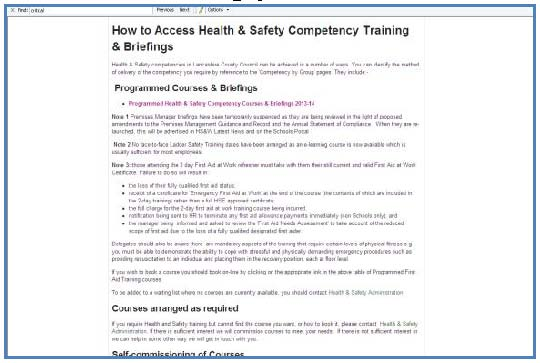 Find: critical Previous Next Options
How to Access Health & Safety Competency Training
& Briefings
Health & Safety competencies in Lancashire County Council can be achieved in a number of ways. You can identify the method
of delivery of the competency you require by reference to the 'Competency by Group' pages. They include:-
Programmed Courses & Briefings
Programmed Health & Safety Competency Courses & Briefings 2013-14
Note 1 Premises Manager briefings have been temporarily suspended as they are being reviewed in the light of proposed
amendments to the Premises Management Guidance and Record and the Annual Statement of Compliance. When they are re-
launched, this will be advertised in HS&W Latest News and on the Schools Portal
Note 2 No face-to-face Ladder Safety Training dates have been arranged as an e-learning course is now available which is
usually sufficient for most employees.
Note 3: those attending the 1 day First Aid at Work refresher must take with them their still current and valid First Aid at Work
Certificate. Failure to do so will result in:
the loss of their fully qualified first aid status;
receipt of a certificate for 'Emergency First Aid at Work' at the end of the course (the contents of which are included in
the 2 day training) rather than a full HSE approved certificate;
the full charge for the 2-day first aid at work training course being incurred;
notification being sent to HR to terminate any first aid allowance payments immediately (non Schools only); and
the manager being informed and asked to review the 'First Aid Needs Assessment' to take account of the reduced
scope of first aid due to the loss of a fully qualified designated first aider.
Delegates should also be aware that mandatory aspects of the training that require certain levels of physical fitness e.g.
you must be able to demonstrate the ability to cope with stressful and physically demanding emergency procedures such as
providing resuscitation to an individual and placing them in the recovery position, each at floor level.
If you wish to book a course you should book on-line by clicking on the appropriate link in the above table of Programmed First
Aid Training courses.
To be added to a waiting list where no courses are currently available, you should contact Health & Safety Administration
Courses arranged as required
If you require Health and Safety training but cannot find the course you want, or how to book it, please contact Health & Safety
Administration. If there is sufficient interest we will commission courses to meet your needs. If there is not sufficient interest
we can help in some other way we will get in touch with you.
Self-commissioning of Courses